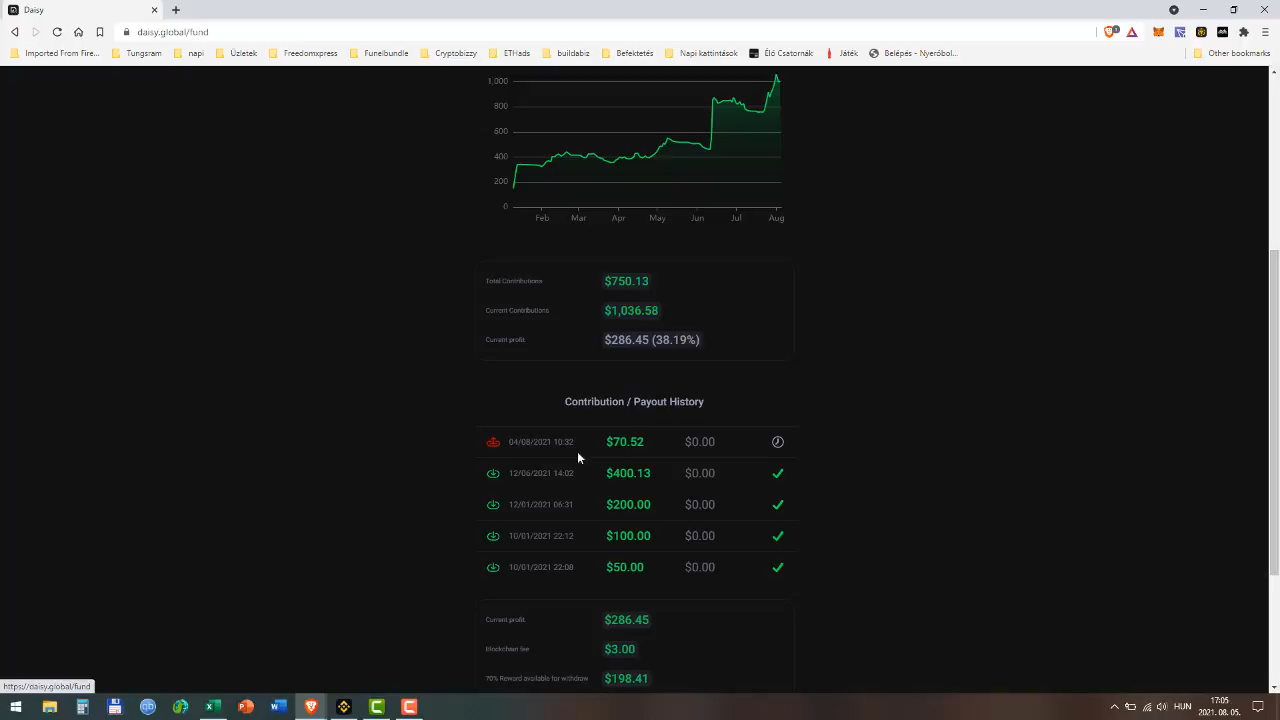 Daisy
daisy.global/fund
Imported From Fire...
Tungsram
napi
Üzletek
Freedomxpress
Funelbundle
Cryptobizy
ETHads
buildabiz
Befektetés
Napi kattintások
Élő Csatornák
Játék
Belépés - Nyerőbol...
Other bookmarks
1,000
800
600
400
200
0
Feb Mar Apr May Jun Jul Aug
Total Contributions $750.13
Current Contributions $1,036.58
Current profit $286.45 (38.19%)
Contribution / Payout History
04/08/2021 10:32 $70.52 $0.00
12/06/2021 14:02 $400.13 $0.00
12/01/2021 06:31 $200.00 $0.00
10/01/2021 22:12 $100.00 $0.00
10/01/2021 22:08 $50.00 $0.00
Current profit $286.45
Blockchain fee $3.00
70% Reward available for withdraw $198.41
https://daisy.global/fund
HUN
17:05
2021. 08. 05.